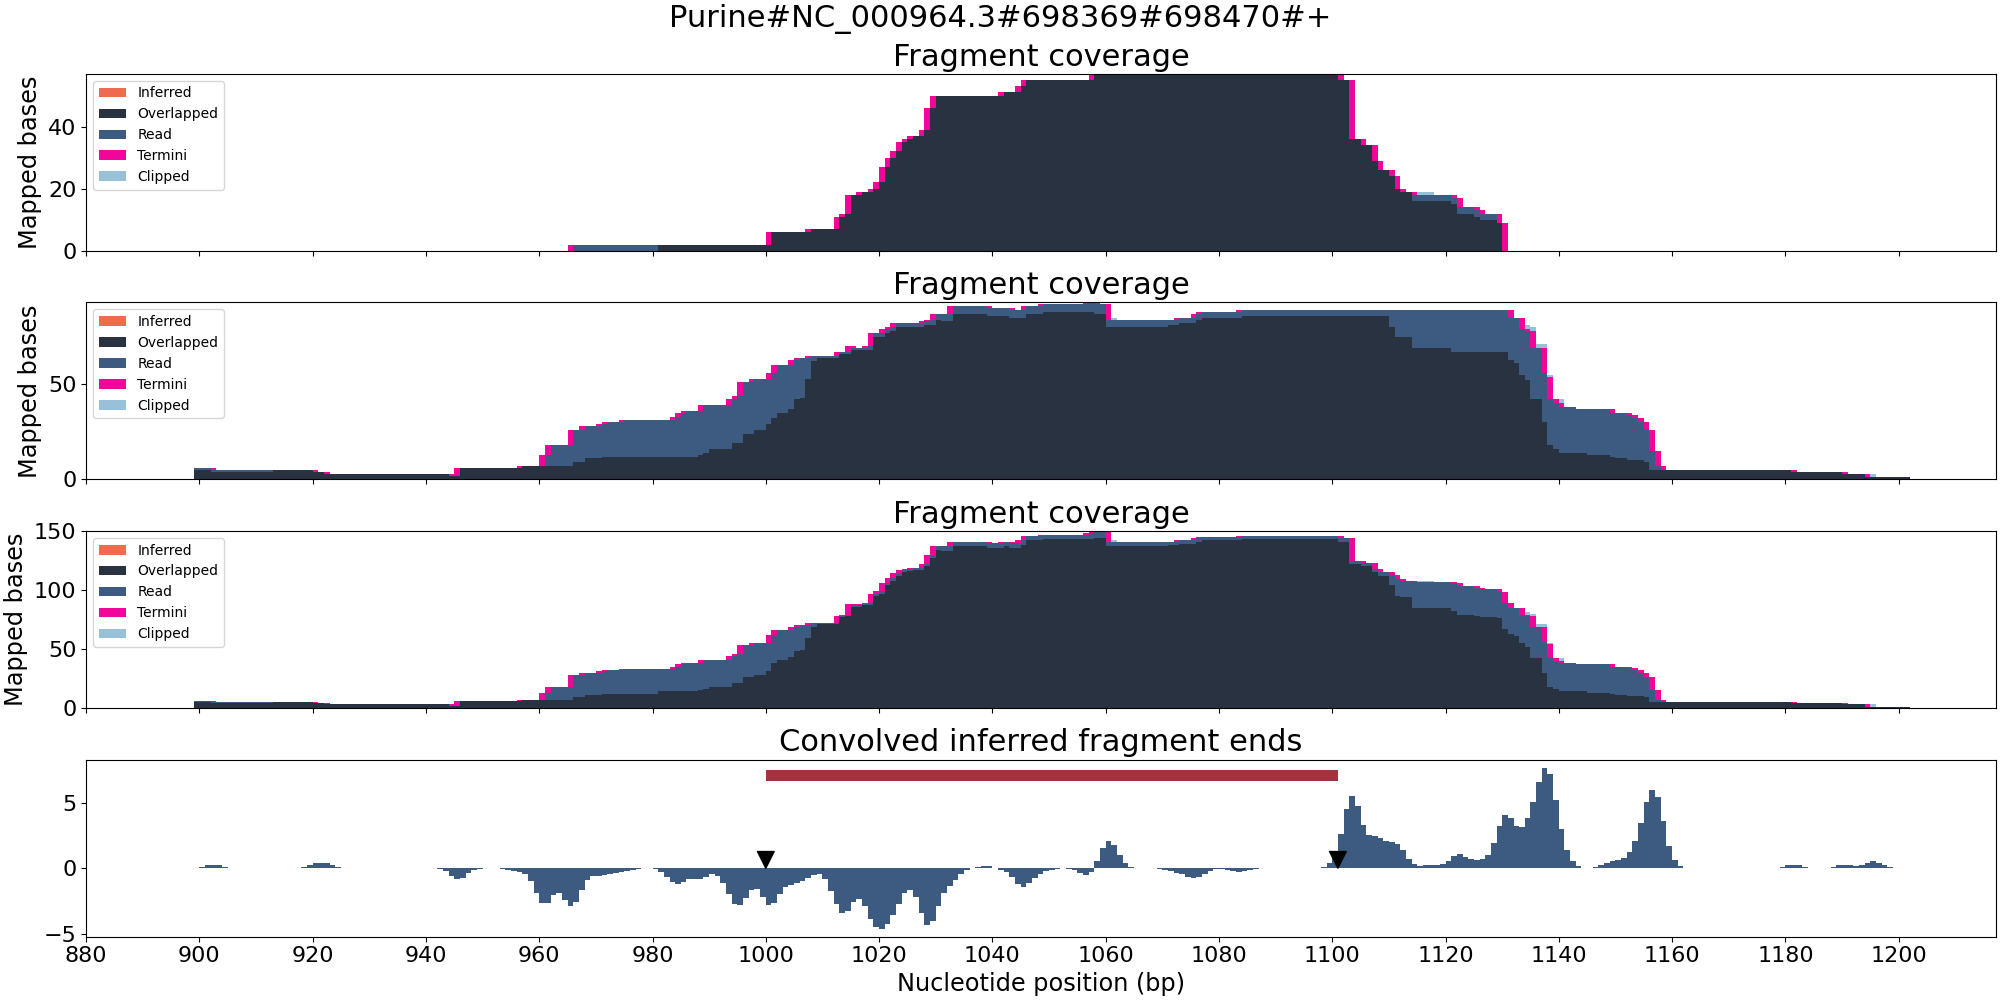 Purine#NC_000964.3#698369#698470#+
Fragment coverage
Mapped bases
40
20
0
Inferred
Overlapped
Read
Termini
Clipped
Fragment coverage
Mapped bases
50
0
Inferred
Overlapped
Read
Termini
Clipped
Fragment coverage
Mapped bases
150
100
50
0
Inferred
Overlapped
Read
Termini
Clipped
Convolved inferred fragment ends
5
0
−5
880 900 920 940 960 980 1000 1020 1040 1060 1080 1100 1120 1140 1160 1180 1200
Nucleotide position (bp)